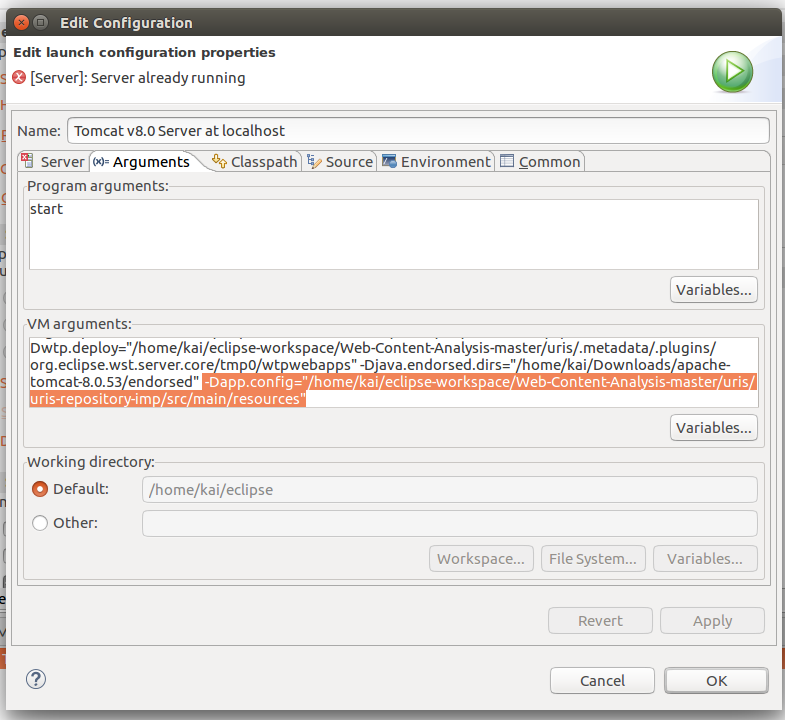 Edit Configuration
Edit launch configuration properties
[Server]: Server already running
Name: Tomcat v8.0 Server at localhost
Server (x)= Arguments Classpath Source Environment Common
Program arguments:
start
Variables...
VM arguments:
Dwtp.deploy="/home/kai/eclipse-workspace/Web-Content-Analysis-master/uris/.metadata/.plugins/
org.eclipse.wst.server.core/tmp0/wtpwebapps" -Djava.endorsed.dirs="/home/kai/Downloads/apache-
tomcat-8.0.53/endorsed" -Dapp.config="/home/kai/eclipse-workspace/Web-Content-Analysis-master/uris/
uris-repository-imp/src/main/resources"
Variables...
Working directory:
Default: /home/kai/eclipse
Other:
Workspace... File System... Variables...
Revert Apply
? Cancel OK